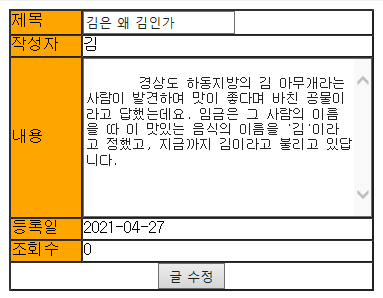 제목 김은 왜 김인가
작성자 김
내용
경상도 하동지방의 김 아무개라는
사람이 발견하여 맛이 좋다며 바친 공물이
라고 답했는데요. 임금은 그 사람의 이름
을 따 이 맛있는 음식의 이름을 '김'이라
고 정했고, 지금까지 김이라고 불리고 있답
니다.
등록일 2021-04-27
조회수 0
글 수정